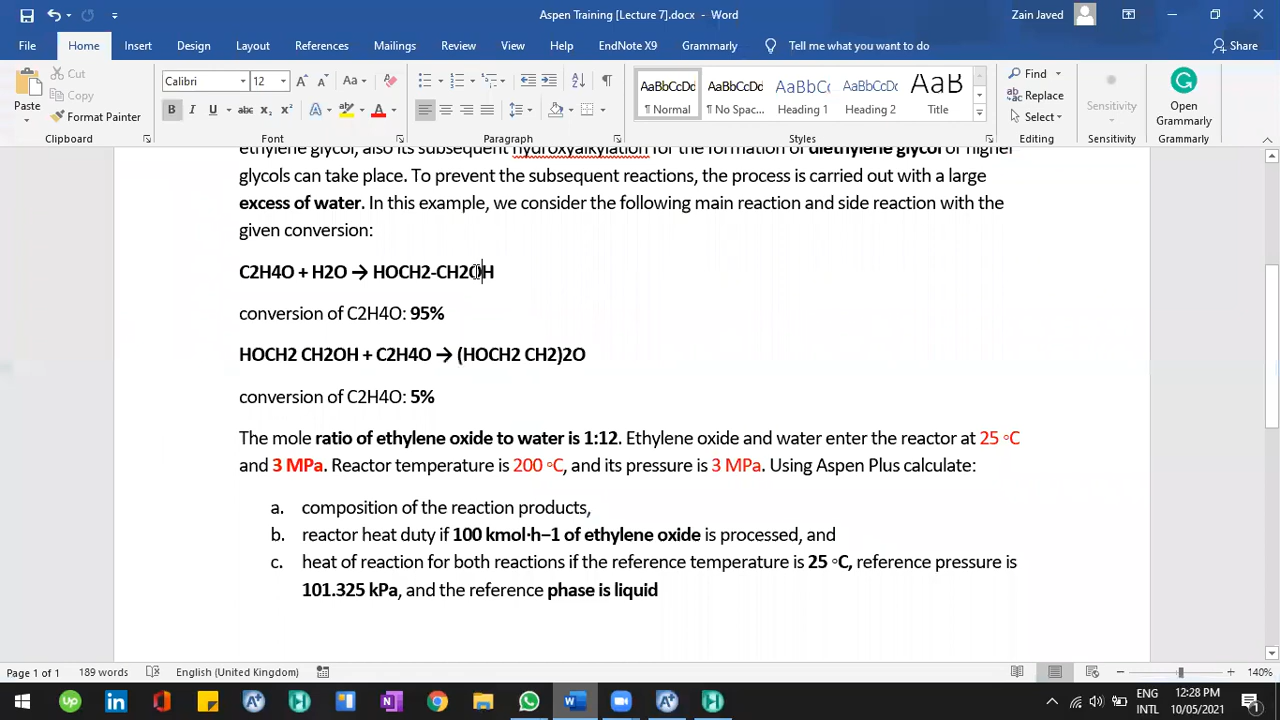 Aspen Training [Lecture 7].docx - Word
Zain Javed
File Home Insert Draw Design Layout References Mailings Review View Help EndNote X9 Grammarly Tell me what you want to do Share
Paste
Cut
Copy
Format Painter
Clipboard
Calibri 12
Font
Paragraph
AaBbCcDd AaBbCcDd AaBbCc AaBbCcD AaB
¶ Normal ¶ No Spac... Heading 1 Heading 2 Title
Styles
Find
Replace
Select
Editing
Sensitivity
Sensitivity
Open
Grammarly
Grammarly
ethylene glycol, also its subsequent hydroxyalkylation for the formation of diethylene glycol or higher
glycols can take place. To prevent the subsequent reactions, the process is carried out with a large
excess of water. In this example, we consider the following main reaction and side reaction with the
given conversion:
C2H4O + H2O → HOCH2-CH2OH
conversion of C2H4O: 95%
HOCH2 CH2OH + C2H4O → (HOCH2 CH2)2O
conversion of C2H4O: 5%
The mole ratio of ethylene oxide to water is 1:12. Ethylene oxide and water enter the reactor at 25 ◦C
and 3 MPa. Reactor temperature is 200 ◦C, and its pressure is 3 MPa. Using Aspen Plus calculate:
a. composition of the reaction products,
b. reactor heat duty if 100 kmol·h−1 of ethylene oxide is processed, and
c. heat of reaction for both reactions if the reference temperature is 25 ◦C, reference pressure is
101.325 kPa, and the reference phase is liquid
Page 1 of 1 189 words English (United Kingdom) 140%
ENG
INTL
12:28 PM
10/05/2021